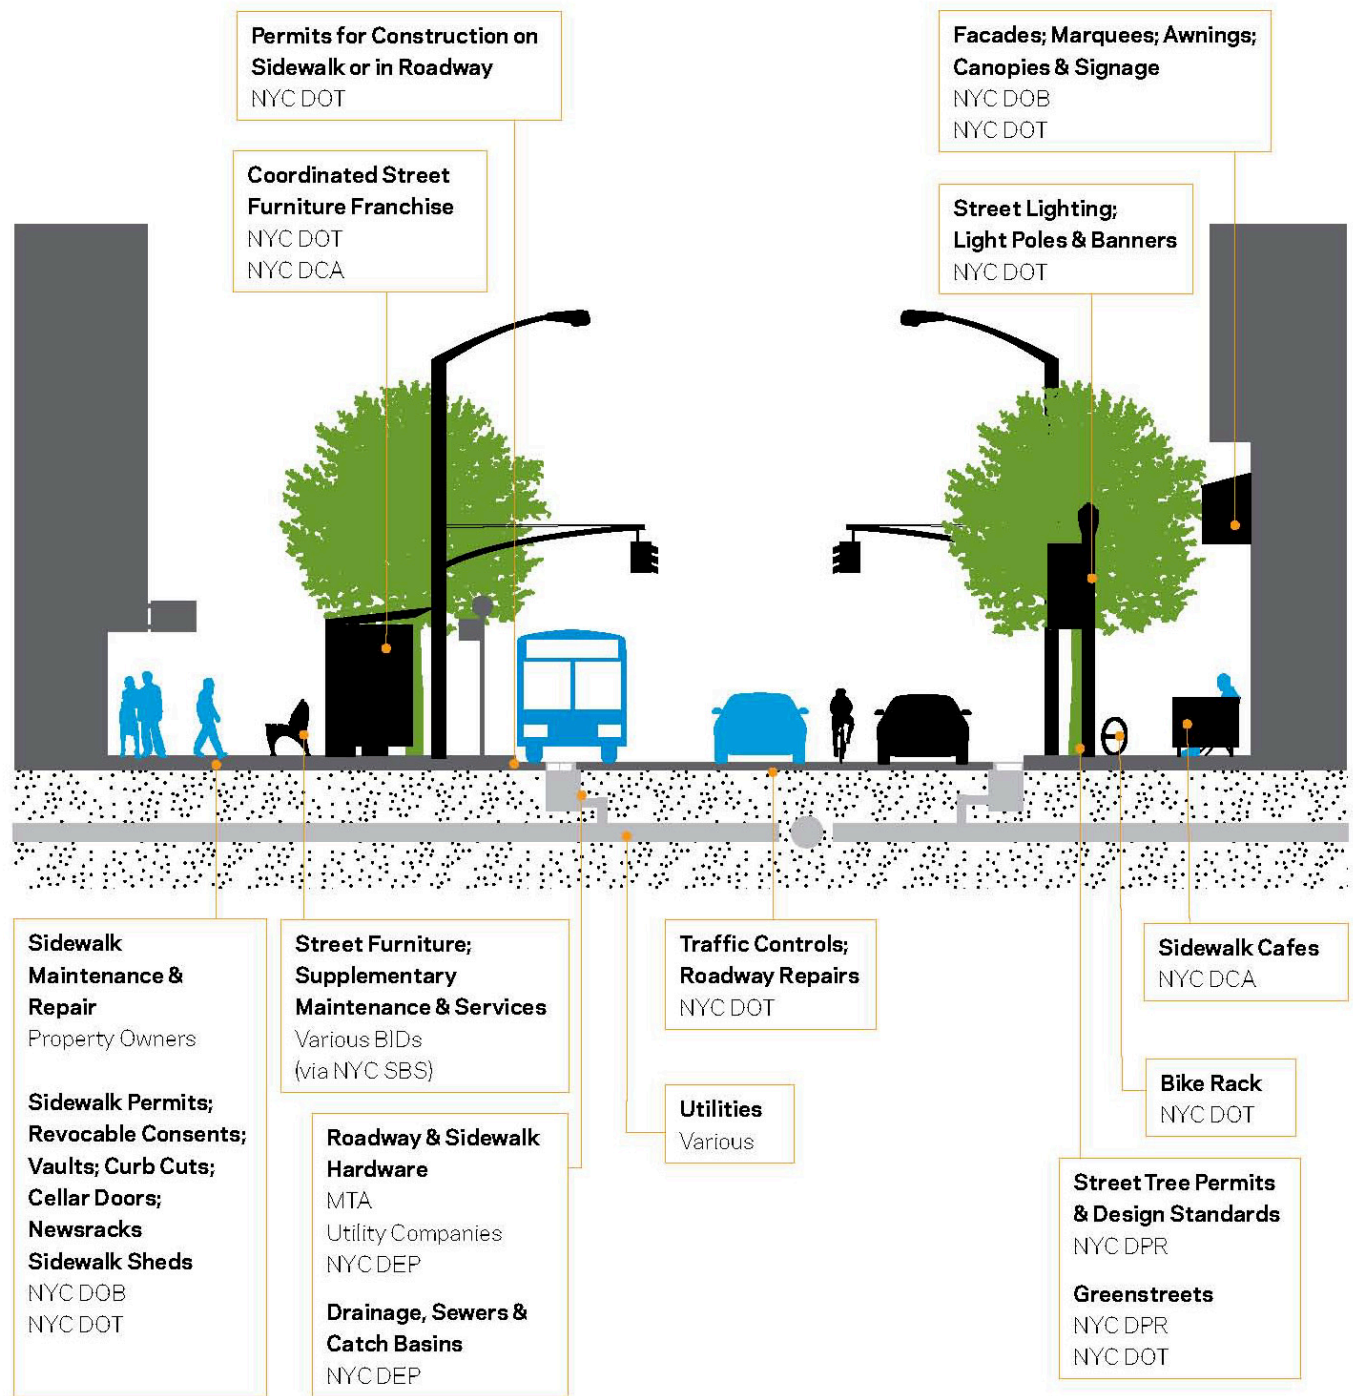 Permits for Construction on
Sidewalk or in Roadway
NYC DOT
Facades; Marquees; Awnings;
Canopies & Signage
NYC DOB
NYC DOT
Coordinated Street
Furniture Franchise
NYC DOT
NYC DCA
Street Lighting;
Light Poles & Banners
NYC DOT
Sidewalk
Maintenance &
Repair
Property Owners
Sidewalk Permits;
Revocable Consents;
Vaults; Curb Cuts;
Cellar Doors;
Newsracks
Sidewalk Sheds
NYC DOB
NYC DOT
Street Furniture;
Supplementary
Maintenance & Services
Various BIDs
(via NYC SBS)
Roadway & Sidewalk
Hardware
MTA
Utility Companies
NYC DEP
Drainage, Sewers &
Catch Basins
NYC DEP
Traffic Controls;
Roadway Repairs
NYC DOT
Utilities
Various
Sidewalk Cafes
NYC DCA
Bike Rack
NYC DOT
Street Tree Permits
& Design Standards
NYC DPR
Greenstreets
NYC DPR
NYC DOT